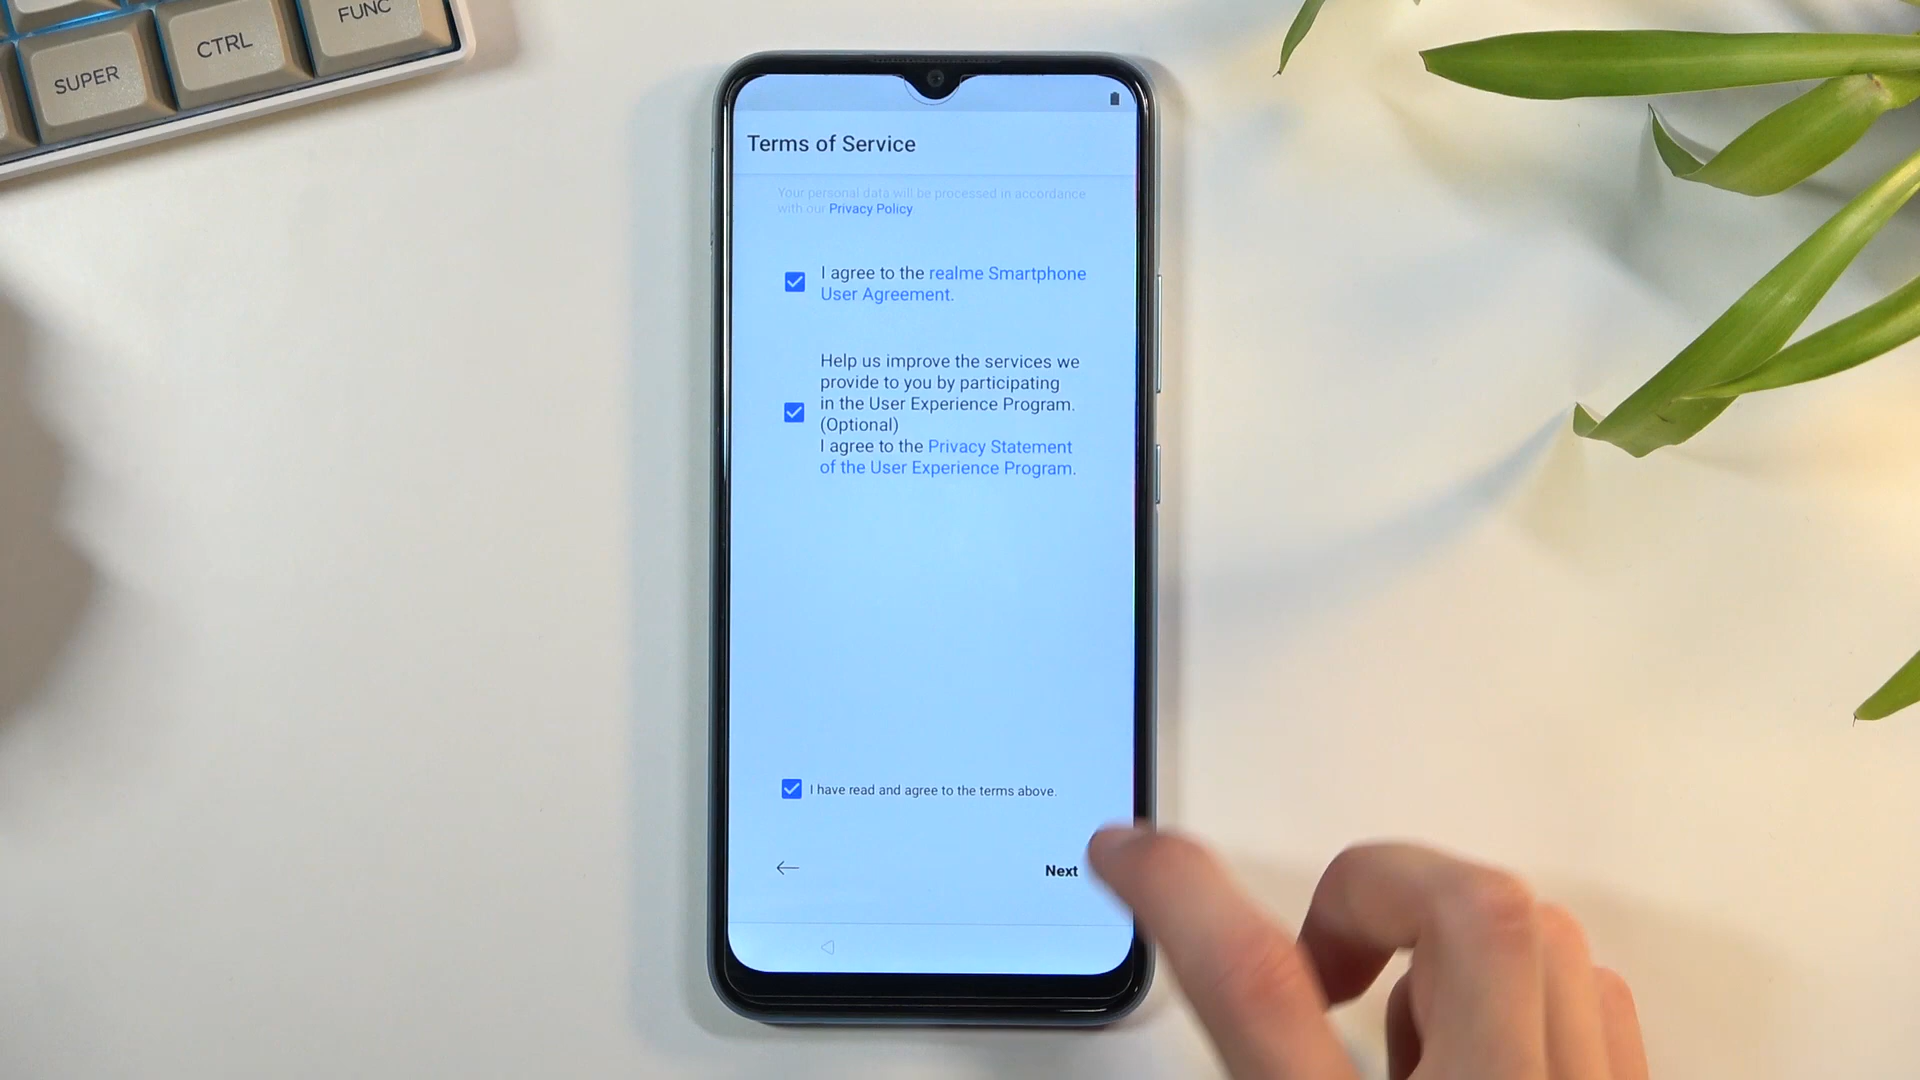 FUNC
CTRL
SUPER
Terms of Service
Your personal data will be processed in accordance
with our Privacy Policy
I agree to the realme Smartphone
User Agreement.
Help us improve the services we
provide to you by participating
in the User Experience Program.
(Optional)
I agree to the Privacy Statement
of the User Experience Program.
I have read and agree to the terms above.
Next